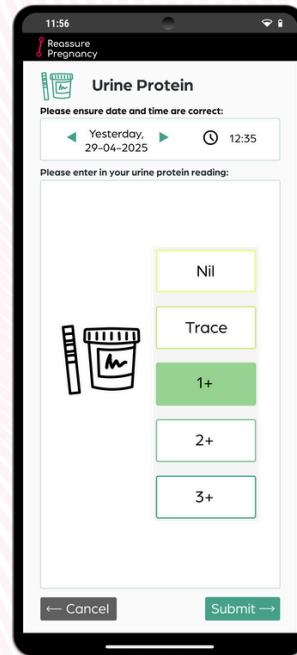 11:56
Reassure
Pregnancy
Urine Protein
Please ensure date and time are correct:
◀ Yesterday, ▶ 12:35
29-04-2025
Please enter in your urine protein reading:
Nil
Trace
1+
2+
3+
← Cancel
Submit →